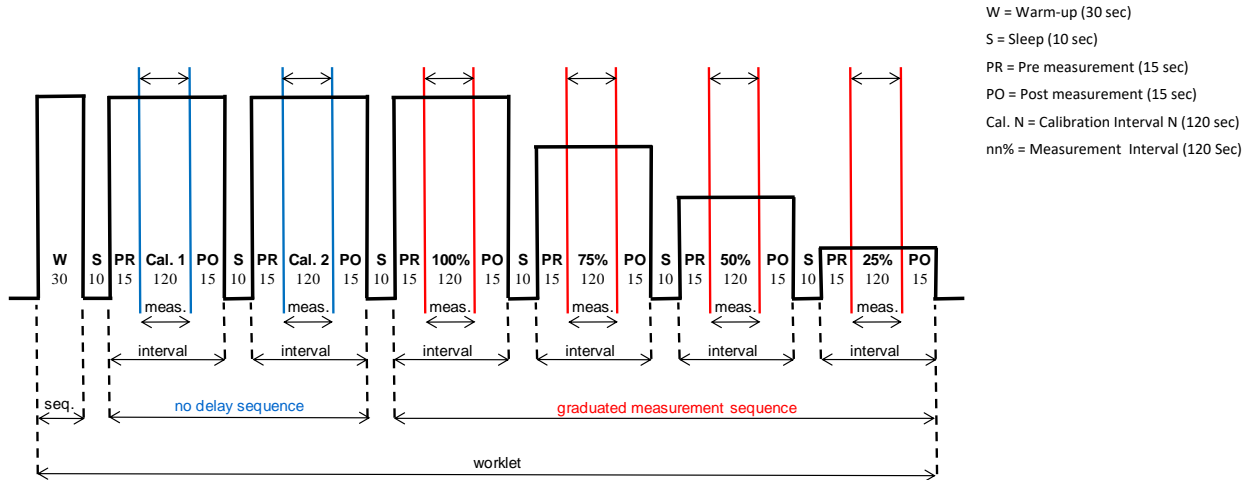 W = Warm-up (30 sec)
S = Sleep (10 sec)
PR = Pre measurement (15 sec)
PO = Post measurement (15 sec)
Cal. N = Calibration Interval N (120 sec)
nn% = Measurement Interval (120 Sec)
W S PR Cal. 1 PO S PR Cal. 2 PO S PR 100% PO S PR 75% PO S PR 50% PO S PR 25% PO
30 10 15 120 15 10 15 120 15 10 15 120 15 10 15 120 15 10 15 120 15 10 15 120 15
meas. meas. meas. meas. meas. meas.
interval interval interval interval interval interval
seq. no delay sequence graduated measurement sequence
worklet